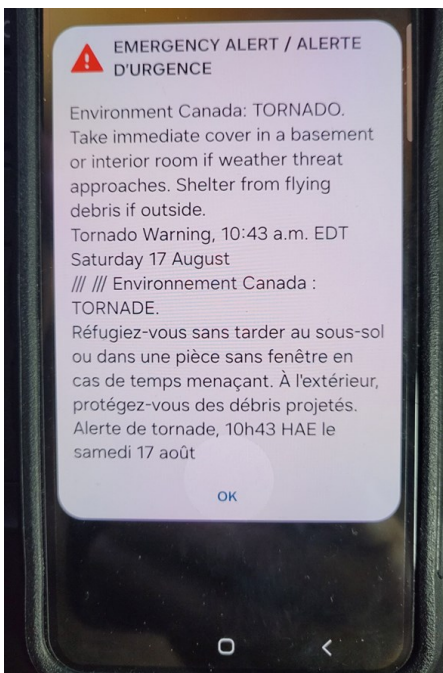 EMERGENCY ALERT / ALERTE
D'URGENCE
Environment Canada: TORNADO.
Take immediate cover in a basement
or interior room if weather threat
approaches. Shelter from flying
debris if outside.
Tornado Warning, 10:43 a.m. EDT
Saturday 17 August
/// /// Environnement Canada :
TORNADE.
Réfugiez-vous sans tarder au sous-sol
ou dans une pièce sans fenêtre en
cas de temps menaçant. À l'extérieur,
protégez-vous des débris projetés.
Alerte de tornade, 10h43 HAE le
samedi 17 août
OK